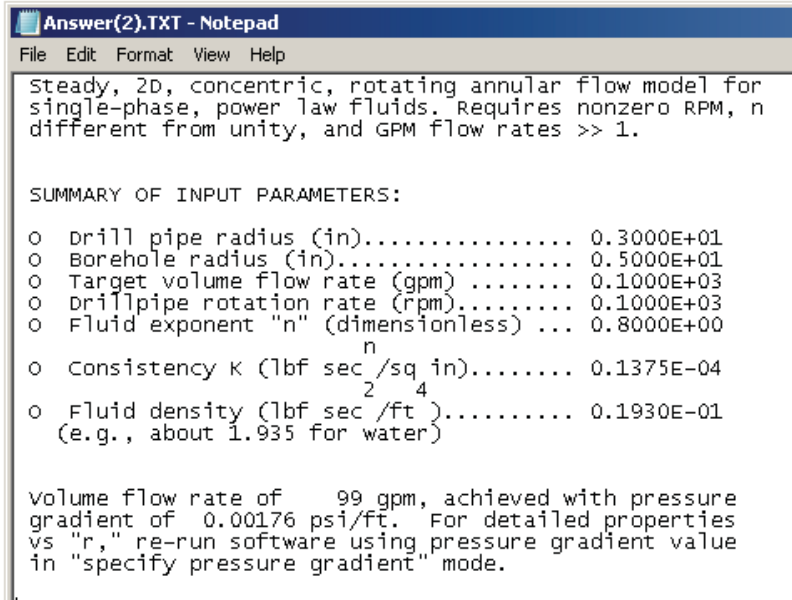 Answer(2).TXT - Notepad
File Edit Format View Help
Steady, 2D, concentric, rotating annular flow model for
single-phase, power law fluids. Requires nonzero RPM, n
different from unity, and GPM flow rates >> 1.
SUMMARY OF INPUT PARAMETERS:
O Drill pipe radius (in)................ 0.3000E+01
O Borehole radius (in).................. 0.5000E+01
O Target volume flow rate (gpm) ........ 0.1000E+03
O Drillpipe rotation rate (rpm)......... 0.1000E+03
O Fluid exponent "n" (dimensionless) ... 0.8000E+00
n
O Consistency K (lbf sec /sq in)........ 0.1375E-04
2 4
O Fluid density (lbf sec /ft ).......... 0.1930E-01
(e.g., about 1.935 for water)
Volume flow rate of 99 gpm, achieved with pressure
gradient of 0.00176 psi/ft. For detailed properties
vs "r," re-run software using pressure gradient value
in "specify pressure gradient" mode.